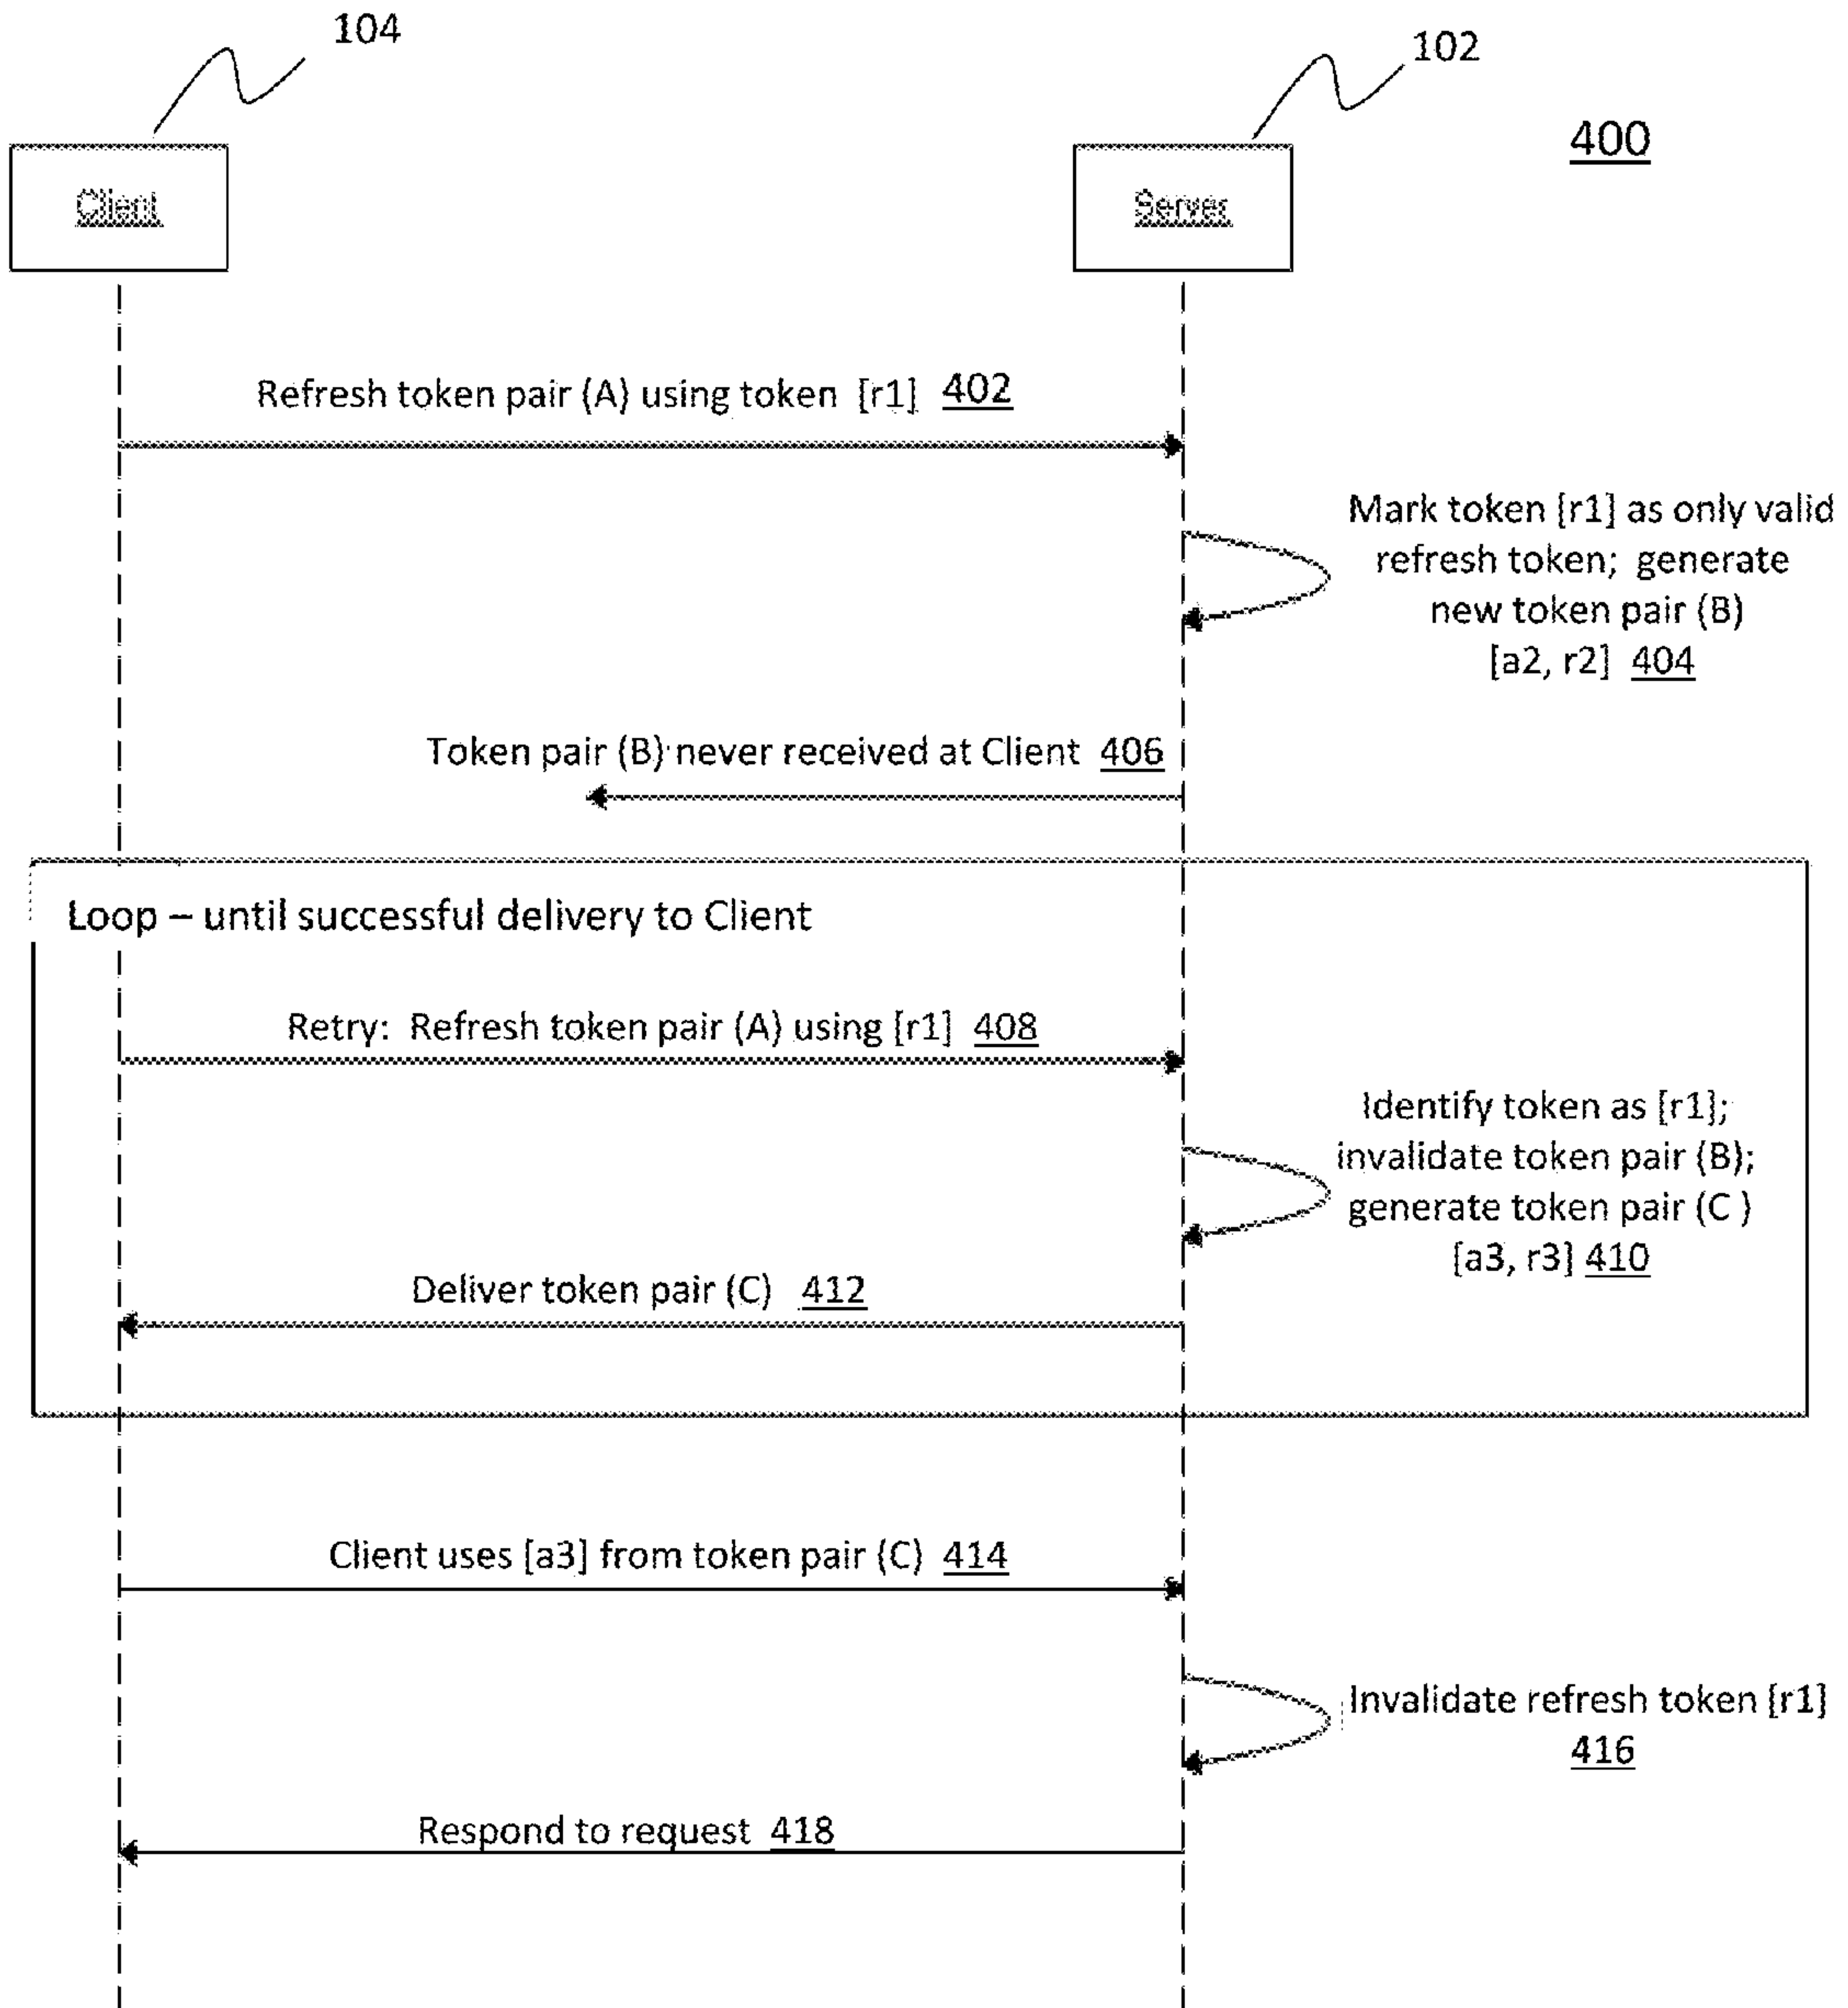 104
102
400
Client
Server
Refresh token pair (A) using token [r1] 402
Mark token [r1] as only valid
refresh token; generate
new token pair (B)
[a2, r2] 404
Token pair (B) never received at Client 406
Loop – until successful delivery to Client
Retry: Refresh token pair (A) using [r1] 408
Identify token as [r1];
invalidate token pair (B);
generate token pair (C )
[a3, r3] 410
Deliver token pair (C) 412
Client uses [a3] from token pair (C) 414
Invalidate refresh token [r1]
416
Respond to request 418